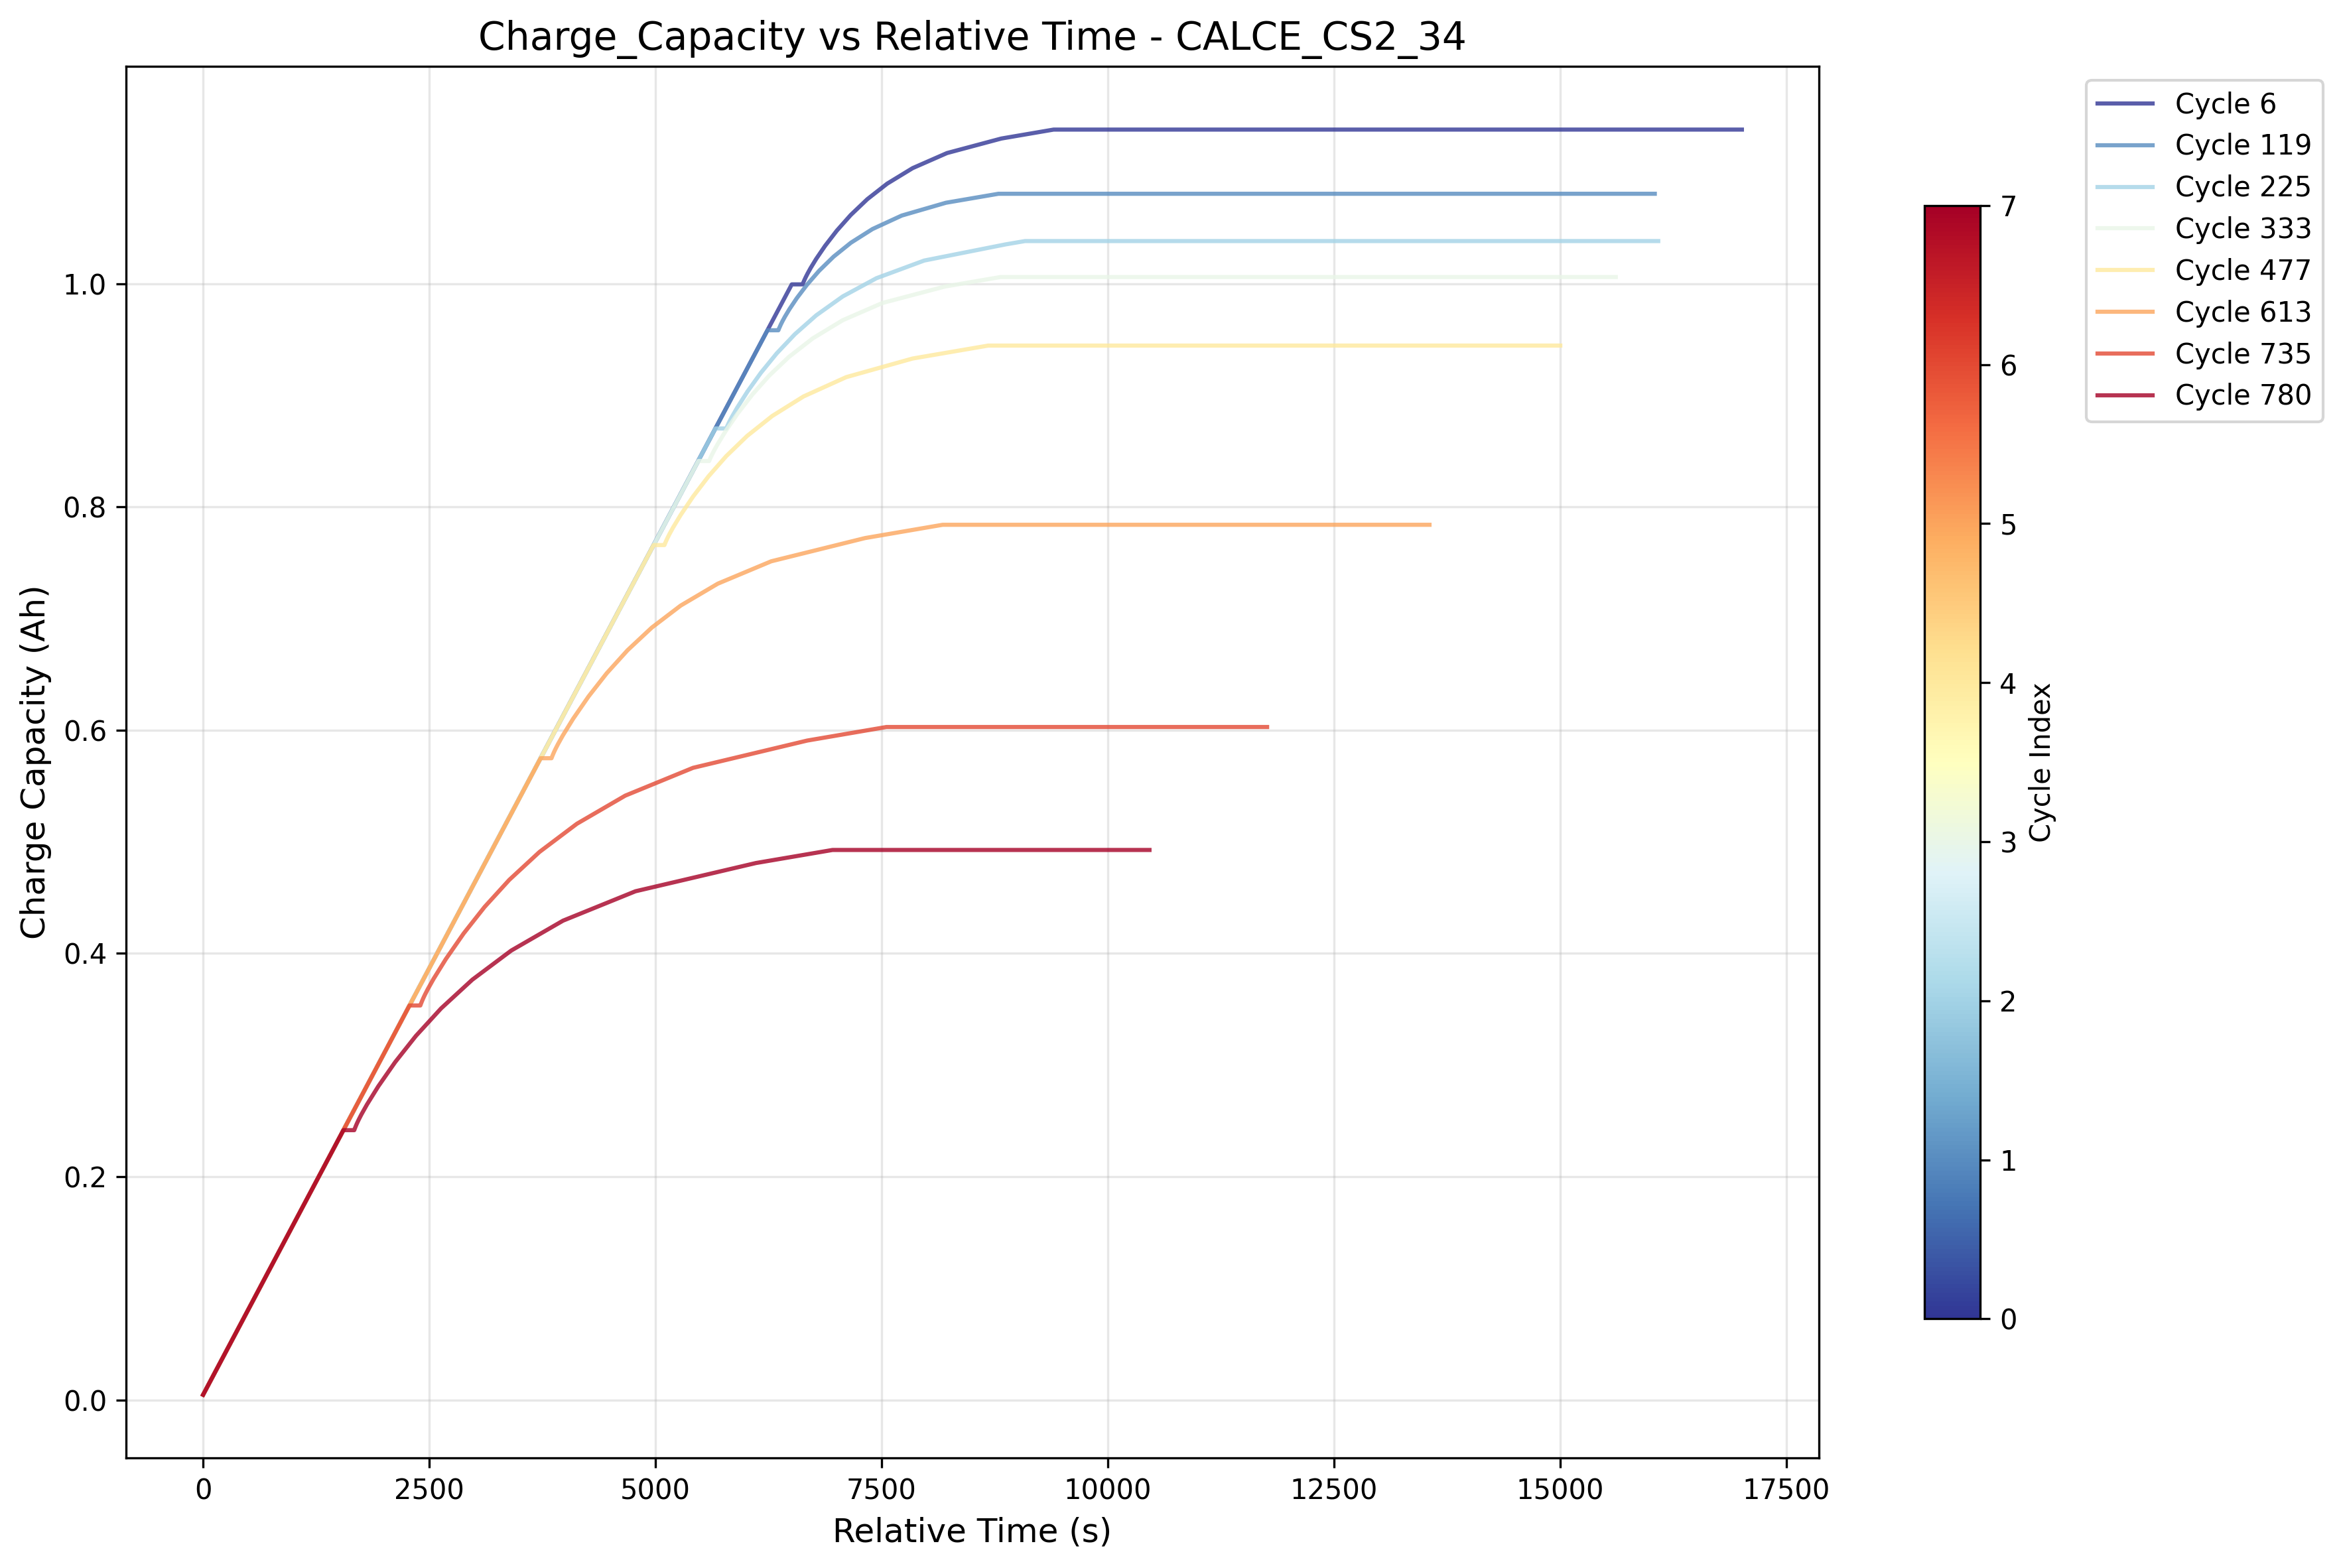 Charge_Capacity vs Relative Time - CALCE_CS2_34
Cycle 6
Cycle 119
Cycle 225
Cycle 333
Cycle 477
Cycle 613
Cycle 735
Cycle 780
1.0
0.8
0.6
0.4
0.2
0.0
Charge Capacity (Ah)
0
2500
5000
7500
10000
12500
15000
17500
Relative Time (s)
7
6
5
4
3
2
1
0
Cycle Index